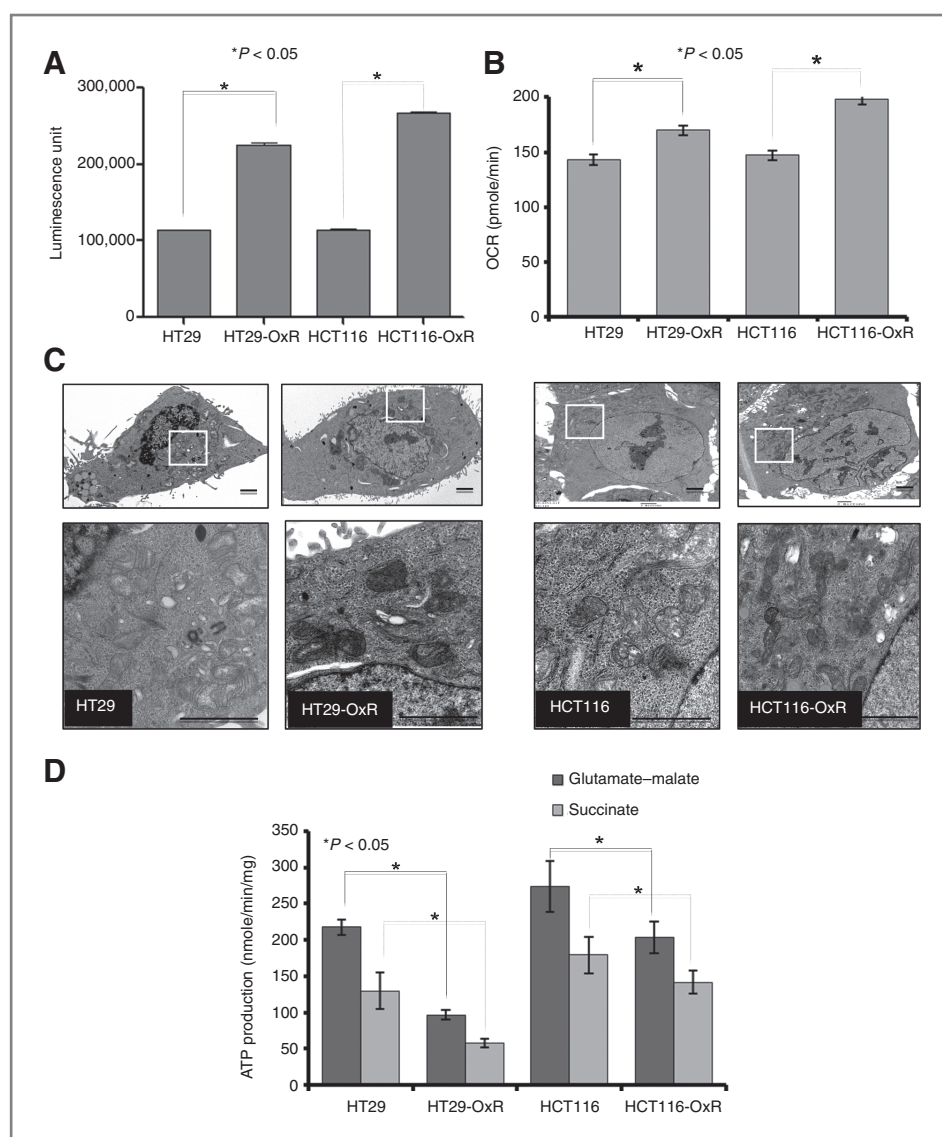 A
*P < 0.05
Luminescence unit
300,000
200,000
100,000
0
*
*
HT29
HT29-OxR
HCT116
HCT116-OxR
B
*P < 0.05
OCR (pmole/min)
200
150
100
50
0
*
*
HT29
HT29-OxR
HCT116
HCT116-OxR
C
HT29
HT29-OxR
HCT116
HCT116-OxR
D
Glutamate–malate
Succinate
*P < 0.05
ATP production (nmole/min/mg)
350
300
250
200
150
100
50
0
*
*
*
*
HT29
HT29-OxR
HCT116
HCT116-OxR